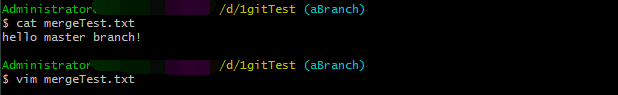 Administrator /d/1gitTest (aBranch)
$ cat mergeTest.txt
hello master branch!
Administrator /d/1gitTest (aBranch)
$ vim mergeTest.txt